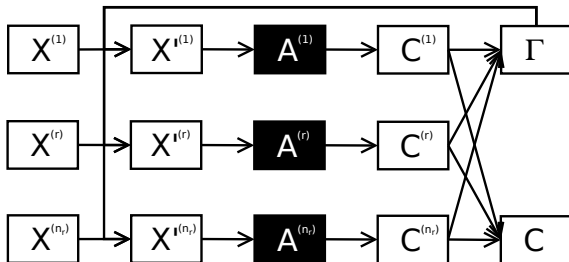 X(1) X'(1) A(1) C(1) Γ
X(r) X'(r) A(r) C(r)
X(nr) X'(nr) A(nr) C(nr) C